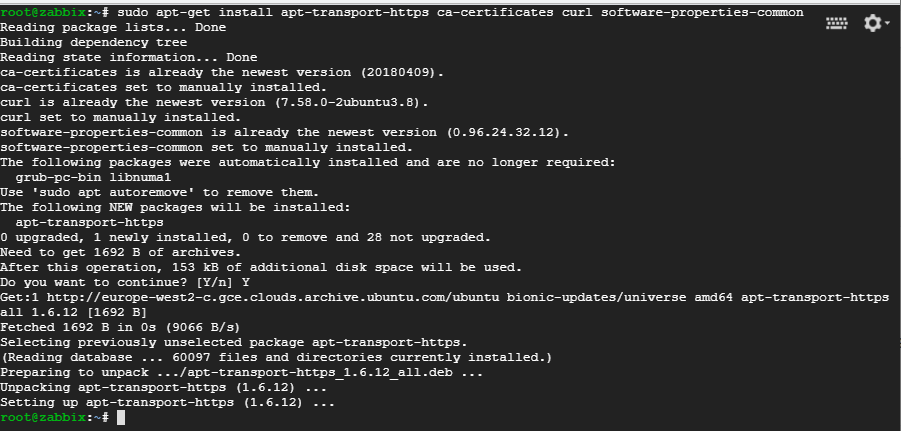 root@zabbix:~# sudo apt-get install apt-transport-https ca-certificates curl software-properties-common
Reading package lists... Done
Building dependency tree
Reading state information... Done
ca-certificates is already the newest version (20180409).
ca-certificates set to manually installed.
curl is already the newest version (7.58.0-2ubuntu3.8).
curl set to manually installed.
software-properties-common is already the newest version (0.96.24.32.12).
software-properties-common set to manually installed.
The following packages were automatically installed and are no longer required:
  grub-pc-bin libnuma1
Use 'sudo apt autoremove' to remove them.
The following NEW packages will be installed:
  apt-transport-https
0 upgraded, 1 newly installed, 0 to remove and 28 not upgraded.
Need to get 1692 B of archives.
After this operation, 153 kB of additional disk space will be used.
Do you want to continue? [Y/n] Y
Get:1 http://europe-west2-c.gce.clouds.archive.ubuntu.com/ubuntu bionic-updates/universe amd64 apt-transport-https
all 1.6.12 [1692 B]
Fetched 1692 B in 0s (9066 B/s)
Selecting previously unselected package apt-transport-https.
(Reading database ... 60097 files and directories currently installed.)
Preparing to unpack .../apt-transport-https_1.6.12_all.deb ...
Unpacking apt-transport-https (1.6.12) ...
Setting up apt-transport-https (1.6.12) ...
root@zabbix:~#